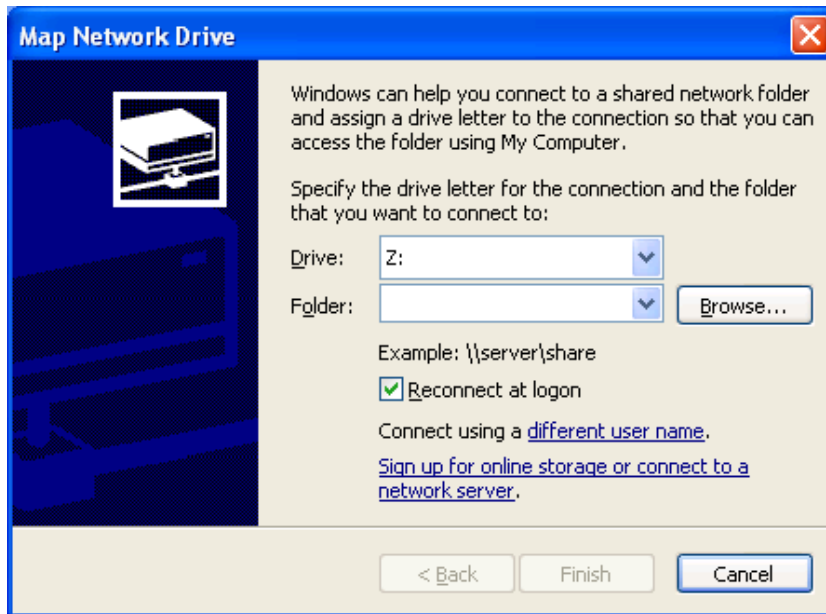 Map Network Drive
Windows can help you connect to a shared network folder
and assign a drive letter to the connection so that you can
access the folder using My Computer.
Specify the drive letter for the connection and the folder
that you want to connect to:
Drive: Z:
Folder: Browse...
Example: \\server\share
Reconnect at logon
Connect using a different user name.
Sign up for online storage or connect to a
network server.
< Back Finish Cancel